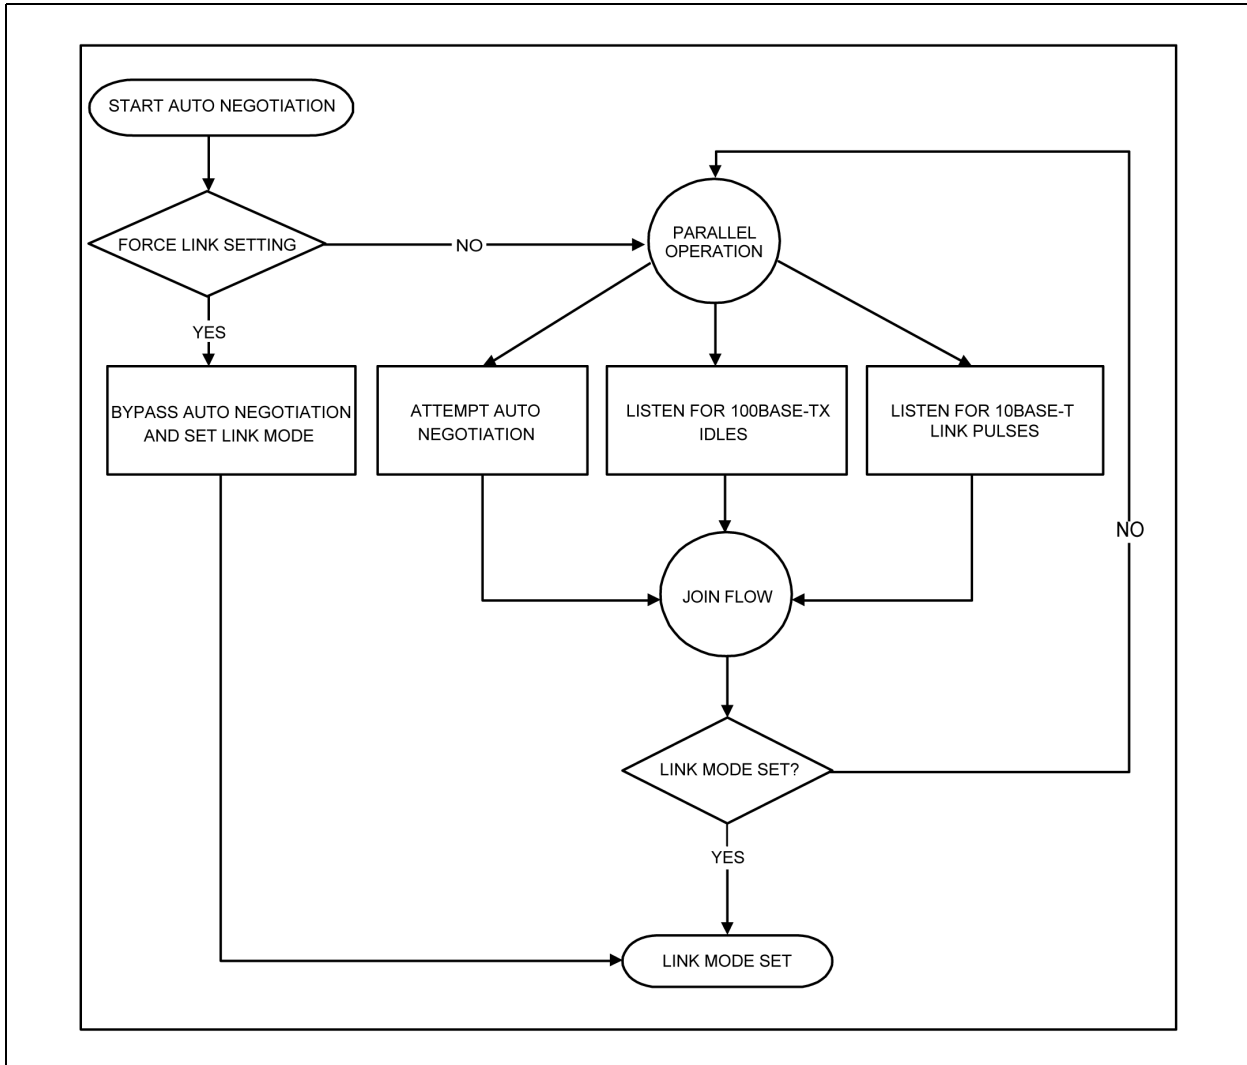 START AUTO NEGOTIATION
FORCE LINK SETTING
NO
PARALLEL
OPERATION
YES
BYPASS AUTO NEGOTIATION
AND SET LINK MODE
ATTEMPT AUTO
NEGOTIATION
LISTEN FOR 100BASE-TX
IDLES
LISTEN FOR 10BASE-T
LINK PULSES
NO
JOIN FLOW
LINK MODE SET?
YES
LINK MODE SET